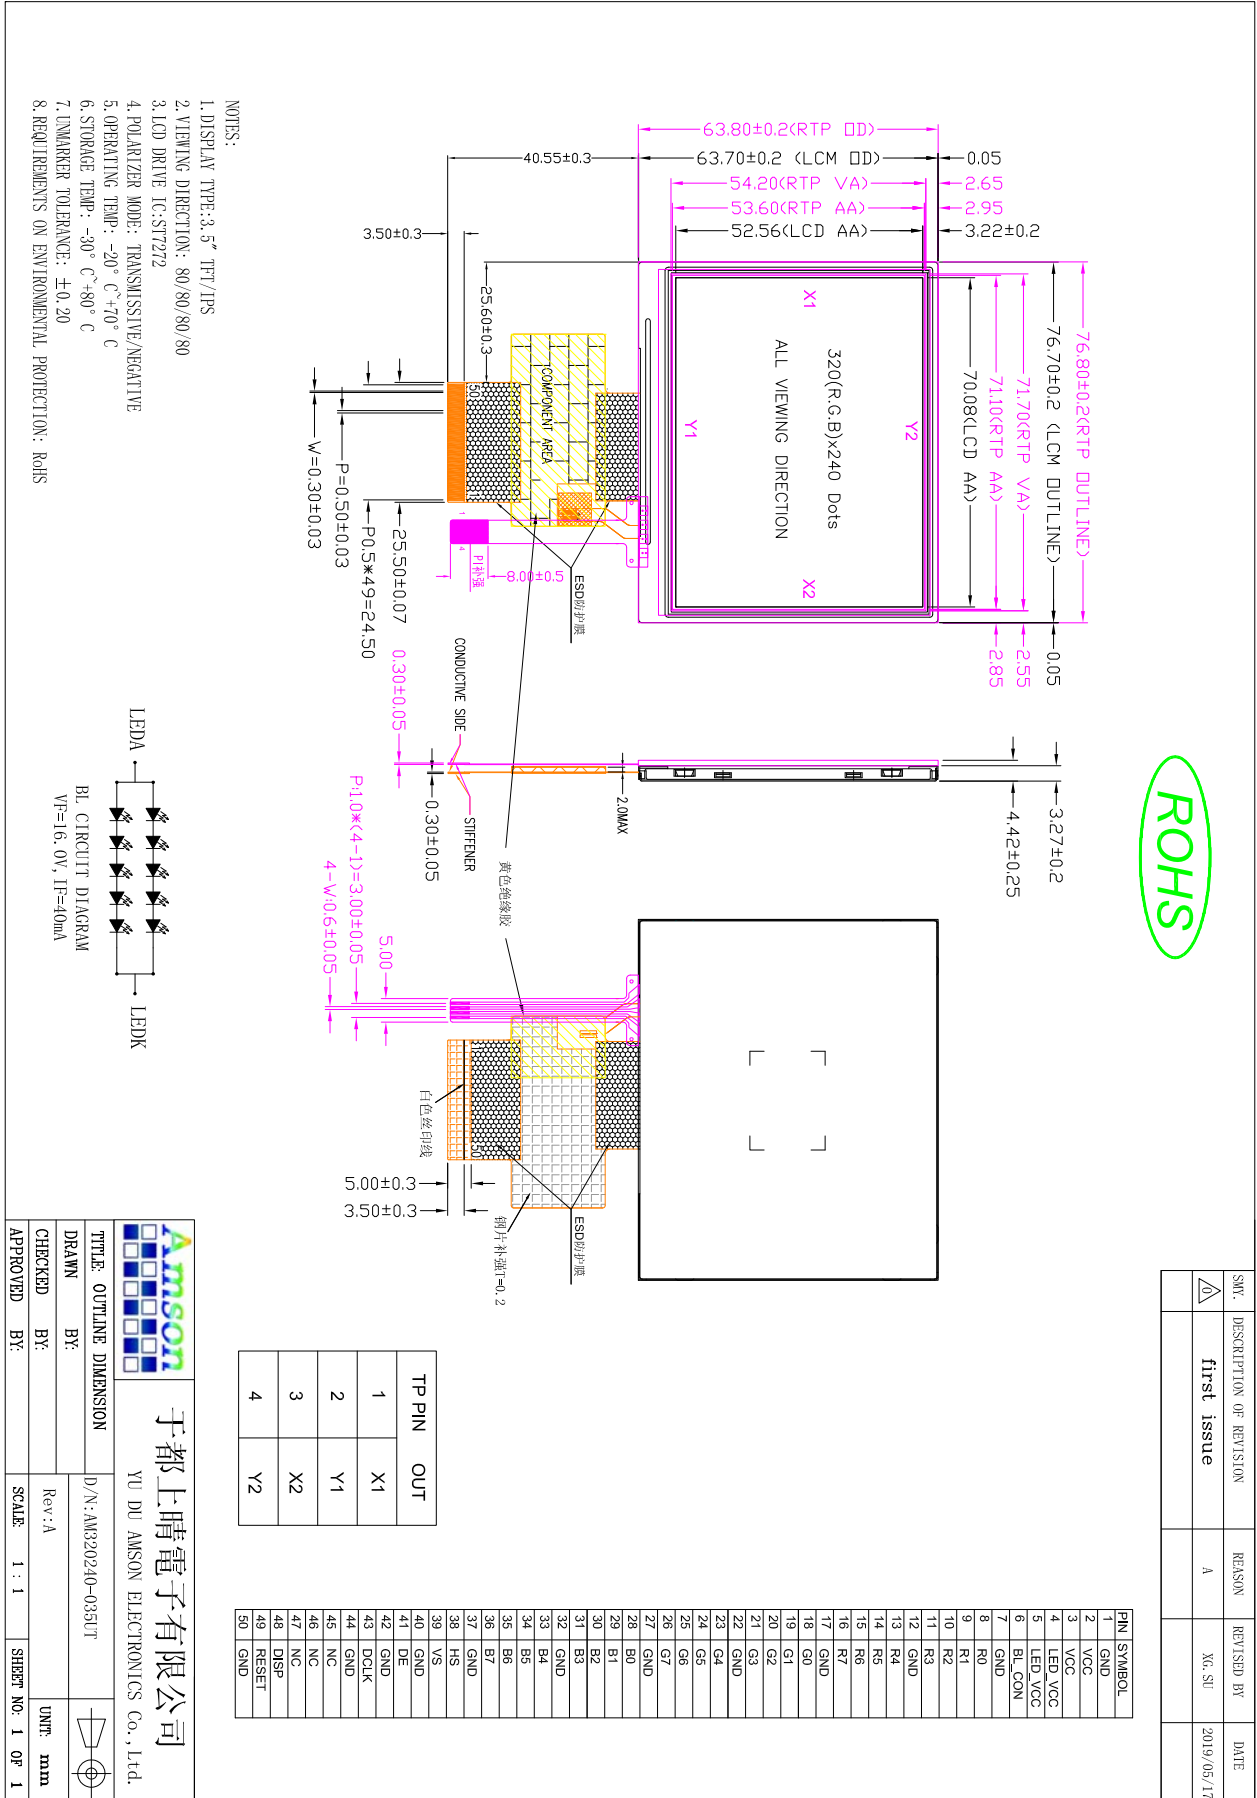 SMY. DESCRIPTION OF REVISION REASON REVISED BY DATE
0 first issue A XG.SU 2019/05/17
ROHS
76.80±0.2(RTP OUTLINE)
76.70±0.2 (LCM OUTLINE) 0.05
71.70(RTP VA) 2.55
71.10(RTP AA) 2.85
70.08(LCD AA)
63.80±0.2(RTP OD)
40.55±0.3 63.70±0.2 (LCM OD) 0.05
54.20(RTP VA) 2.65
53.60(RTP AA) 2.95
3.50±0.3 52.56(LCD AA) 3.22±0.2
X1
X2
Y1
Y2
320(R.G.B)x240 Dots
ALL VIEWING DIRECTION
25.60±0.3
COMPONENT AREA
50
1
4
PI补强
8.00±0.5
ESD防护膜
25.50±0.07
P0.5*49=24.50
P=0.50±0.03
W=0.30±0.03
3.27±0.2
4.42±0.25
2.0MAX
CONDUCTIVE SIDE
STIFFENER
0.30±0.05
0.30±0.05
黄色绝缘胶
5.00
P:1.0*(4-1)=3.00±0.05
4-W:0.6±0.05
白色丝印线
50
5.00±0.3
3.50±0.3
ESD防护膜
钢片补强T=0.2
NOTES:
1.DISPLAY TYPE:3.5" TFT/IPS
2.VIEWING DIRECTION: 80/80/80/80
3.LCD DRIVE IC:ST7272
4.POLARIZER MODE: TRANSMISSIVE/NEGATIVE
5.OPERATING TEMP: -20° C~+70° C
6.STORAGE TEMP: -30° C~+80° C
7.UNMARKER TOLERANCE: ±0.20
8.REQUIREMENTS ON ENVIRONMENTAL PROTECTION: RoHS
LEDA
LEDK
BL CIRCUIT DIAGRAM
VF=16.0V,IF=40mA
TP PIN OUT
1 X1
2 Y1
3 X2
4 Y2
PIN SYMBOL
1 GND
2 VCC
3 VCC
4 LED_VCC
5 LED_VCC
6 BL_CON
7 GND
8 R0
9 R1
10 R2
11 R3
12 GND
13 R4
14 R5
15 R6
16 R7
17 GND
18 G0
19 G1
20 G2
21 G3
22 GND
23 G4
24 G5
25 G6
26 G7
27 GND
28 B0
29 B1
30 B2
31 B3
32 GND
33 B4
34 B5
35 B6
36 B7
37 GND
38 HS
39 VS
40 GND
41 DE
42 GND
43 DCLK
44 GND
45 NC
46 NC
47 NC
48 DISP
49 RESET
50 GND
Amson
于都上晴電子有限公司
YU DU AMSON ELECTRONICS Co.,Ltd.
TITLE: OUTLINE DIMENSION
D/N:AM320240-035UT
DRAWN BY:
CHECKED BY:
Rev:A
UNIT: mm
APPROVED BY:
SCALE: 1 : 1
SHEET NO: 1 OF 1